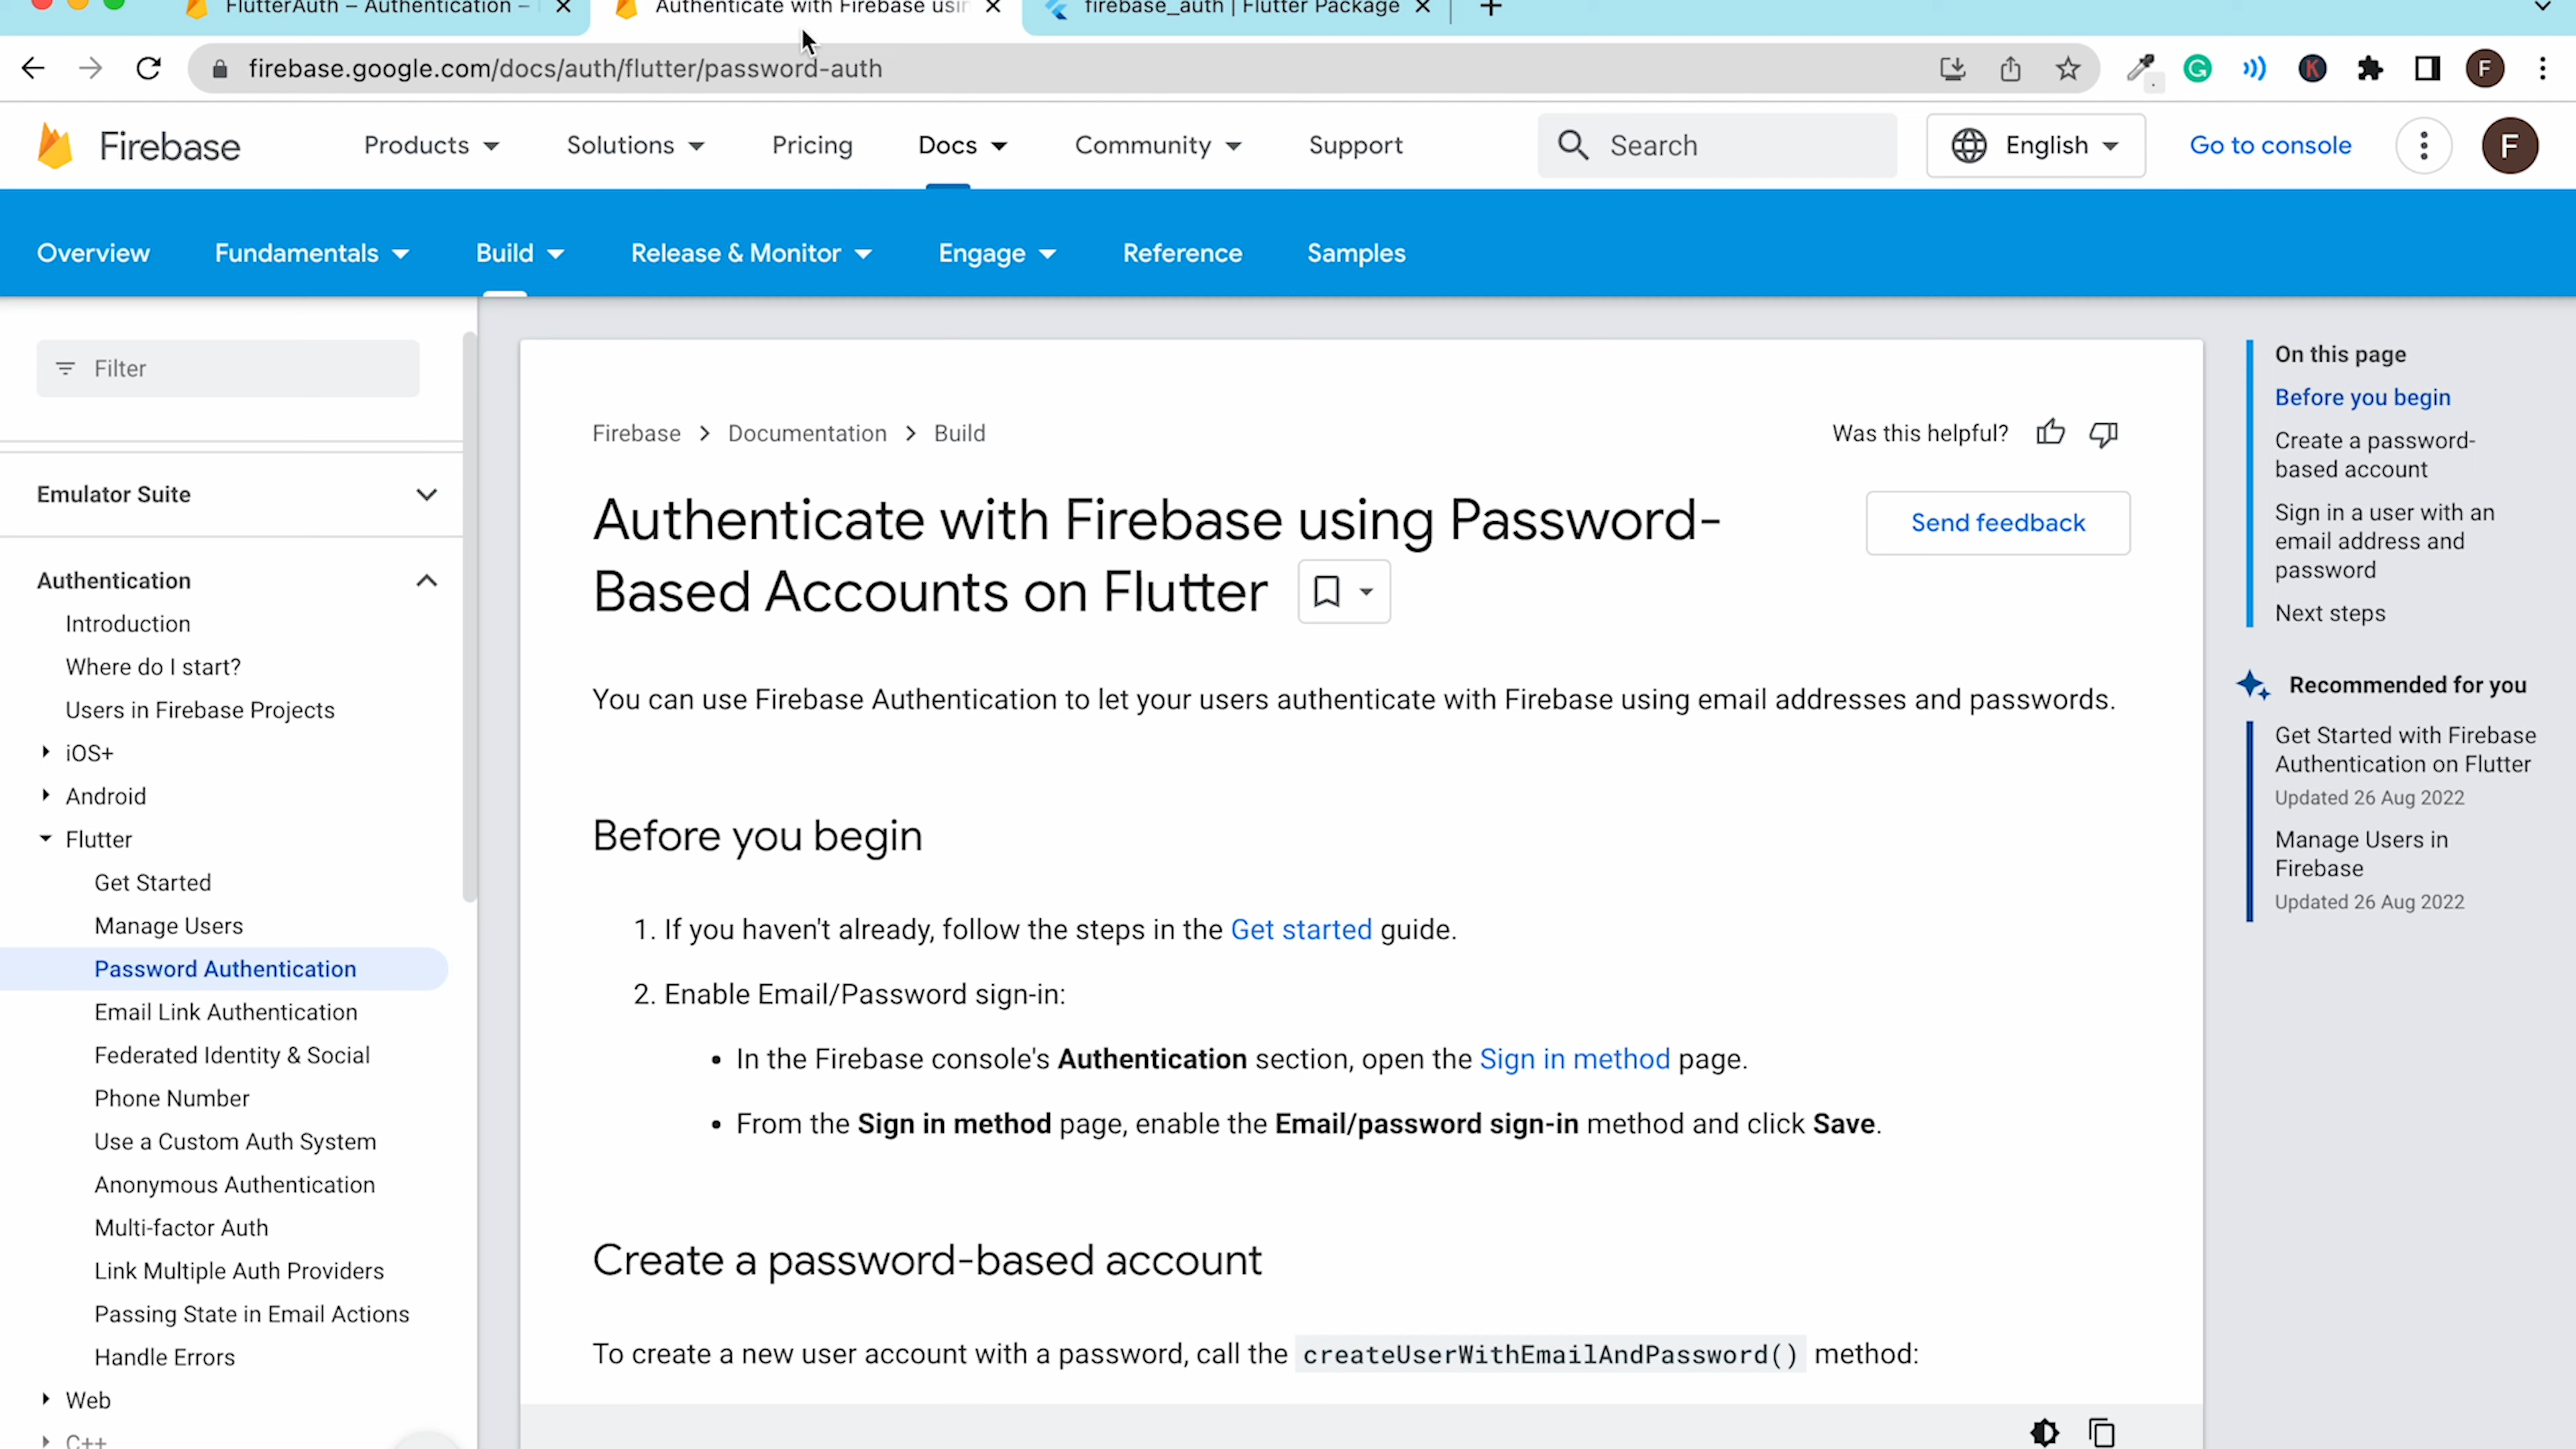 FlutterAuth – Authentication –
Authenticate with Firebase usin
firebase_auth | Flutter Package
firebase.google.com/docs/auth/flutter/password-auth
K
F
Firebase
Products
Solutions
Pricing
Docs
Community
Support
Search
English
Go to console
F
Overview
Fundamentals
Build
Release & Monitor
Engage
Reference
Samples
Filter
Emulator Suite
Authentication
Introduction
Where do I start?
Users in Firebase Projects
iOS+
Android
Flutter
Get Started
Manage Users
Password Authentication
Email Link Authentication
Federated Identity & Social
Phone Number
Use a Custom Auth System
Anonymous Authentication
Multi-factor Auth
Link Multiple Auth Providers
Passing State in Email Actions
Handle Errors
Web
C++
Firebase > Documentation > Build
Was this helpful?
Authenticate with Firebase using Password-
Based Accounts on Flutter
Send feedback
You can use Firebase Authentication to let your users authenticate with Firebase using email addresses and passwords.
Before you begin
1. If you haven't already, follow the steps in the Get started guide.
2. Enable Email/Password sign-in:
• In the Firebase console's Authentication section, open the Sign in method page.
• From the Sign in method page, enable the Email/password sign-in method and click Save.
Create a password-based account
To create a new user account with a password, call the createUserWithEmailAndPassword() method:
On this page
Before you begin
Create a password-
based account
Sign in a user with an
email address and
password
Next steps
Recommended for you
Get Started with Firebase
Authentication on Flutter
Updated 26 Aug 2022
Manage Users in
Firebase
Updated 26 Aug 2022